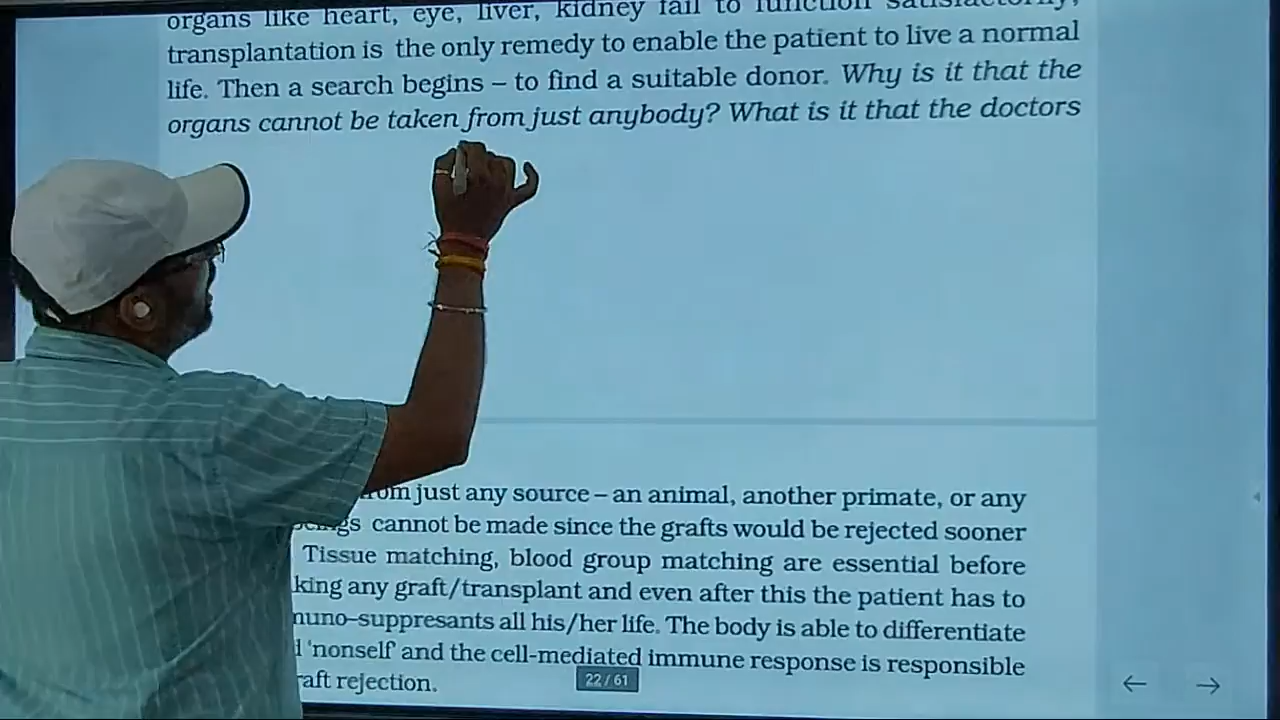 organs like heart, eye, liver, kidney fail to function satisfactorily,
transplantation is the only remedy to enable the patient to live a normal
life. Then a search begins – to find a suitable donor. Why is it that the
organs cannot be taken from just anybody? What is it that the doctors
from just any source – an animal, another primate, or any
beings cannot be made since the grafts would be rejected sooner
Tissue matching, blood group matching are essential before
king any graft/transplant and even after this the patient has to
muno–suppresants all his/her life. The body is able to differentiate
'nonself' and the cell-mediated immune response is responsible
raft rejection.
22 / 61